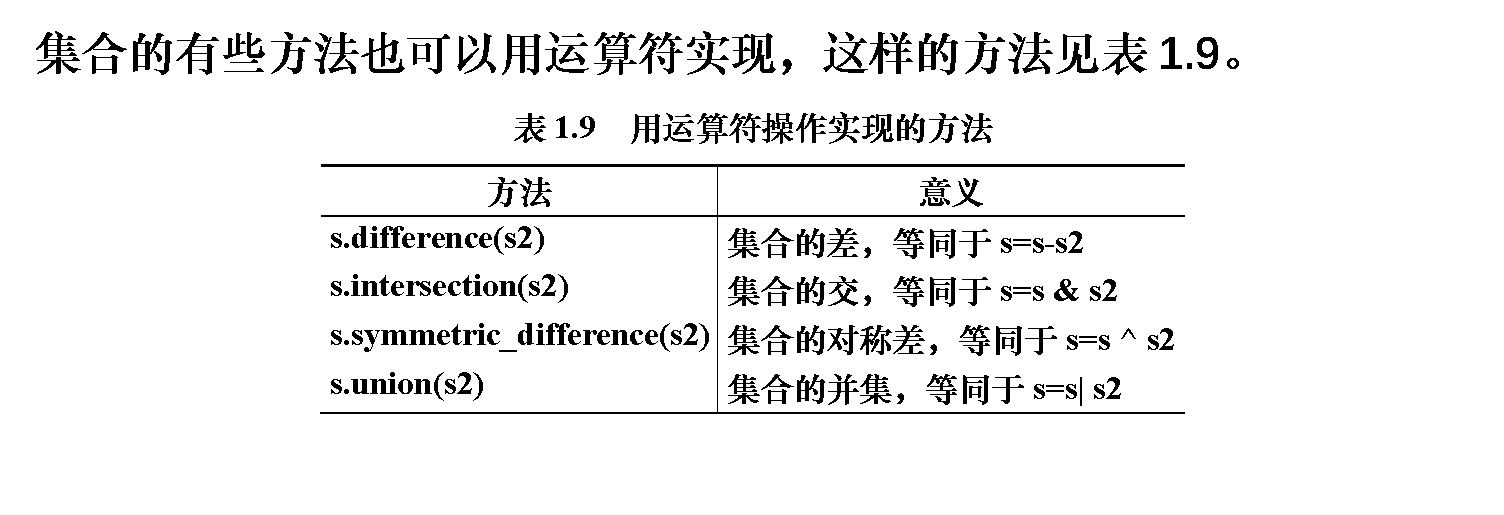 集合的有些方法也可以用运算符实现，这样的方法见表 1.9。
表 1.9 用运算符操作实现的方法
方法 意义
s.difference(s2) 集合的差，等同于 s=s-s2
s.intersection(s2) 集合的交，等同于 s=s & s2
s.symmetric_difference(s2) 集合的对称差，等同于 s=s ^ s2
s.union(s2) 集合的并集，等同于 s=s| s2